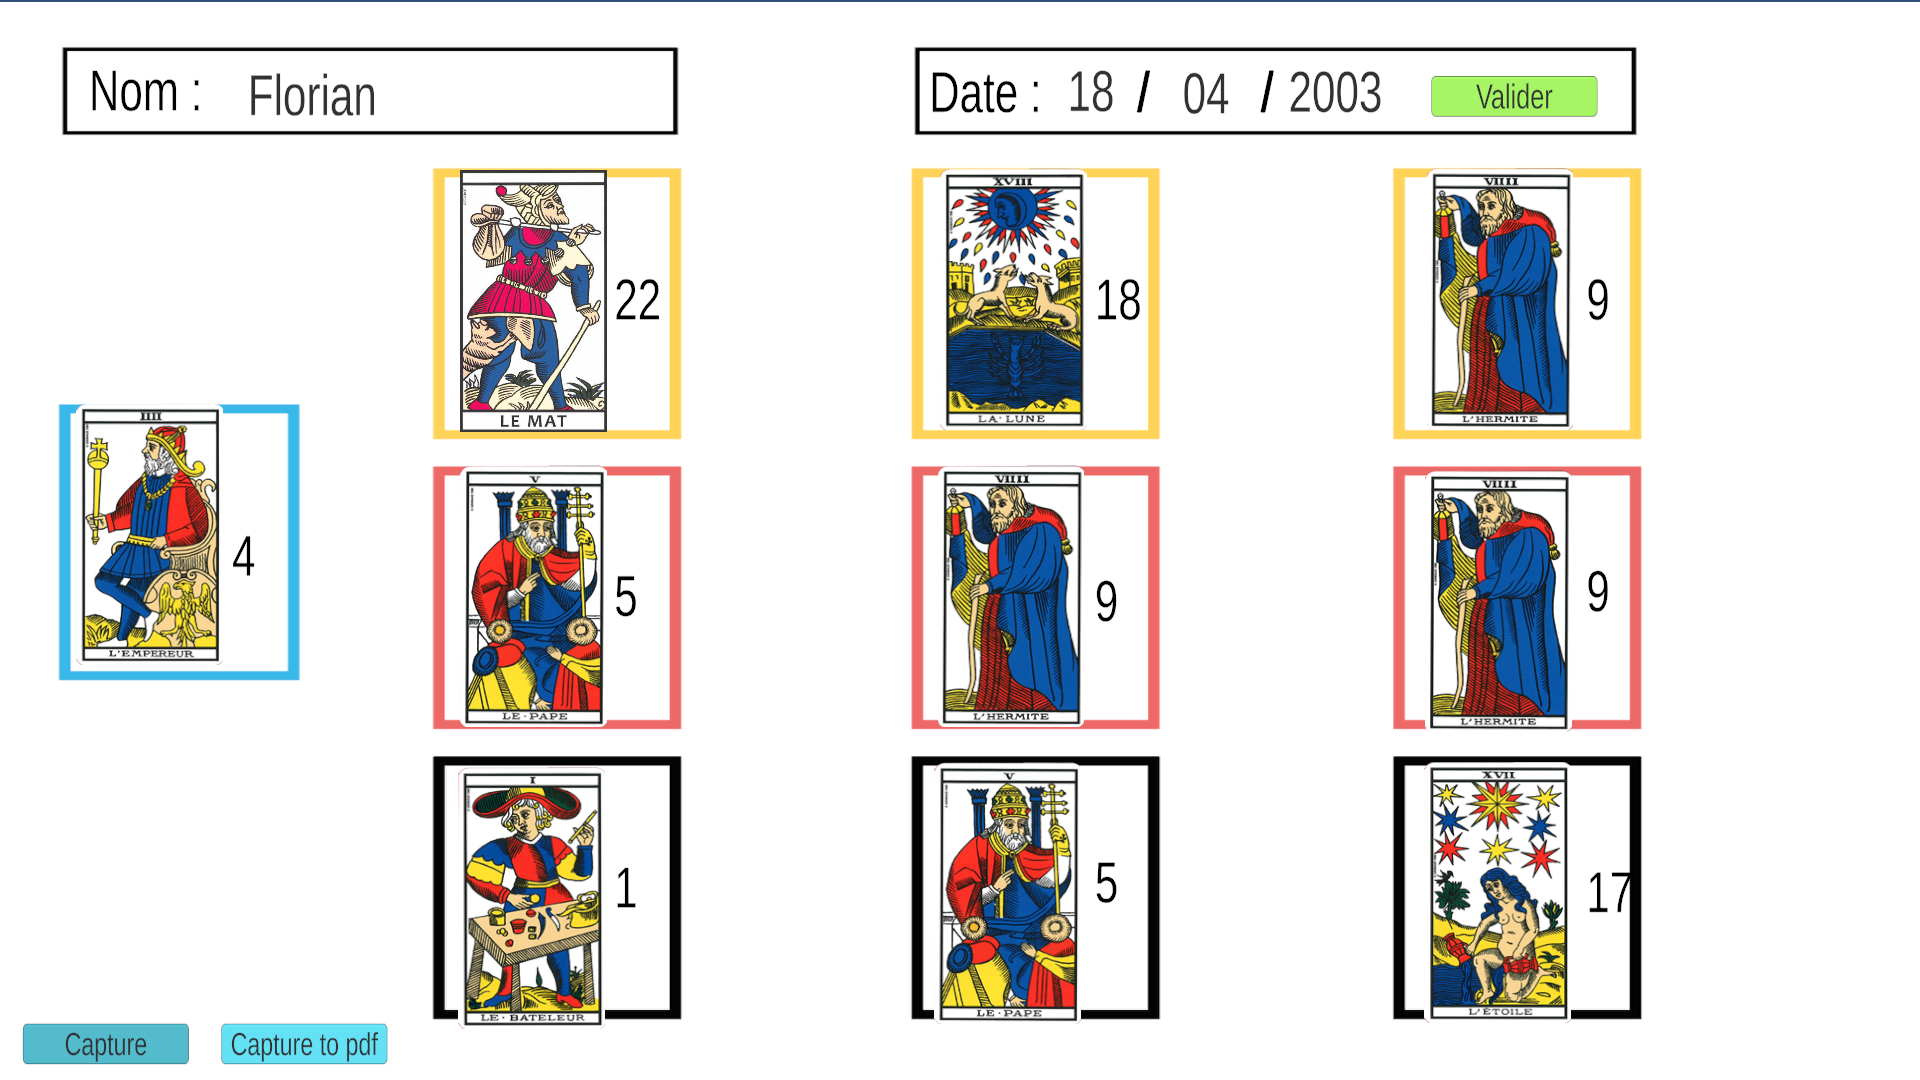 Nom : Florian
Date : 18 / 04 / 2003 Valider
LE MAT
22
XVIII
LA·LUNE
18
VIIII
L'HERMITE
9
IIII
L'EMPEREUR
4
V
LE·PAPE
5
VIIII
L'HERMITE
9
VIIII
L'HERMITE
9
I
LE·BATELEUR
1
V
LE·PAPE
5
XVII
L'ÉTOILE
17
Capture
Capture to pdf